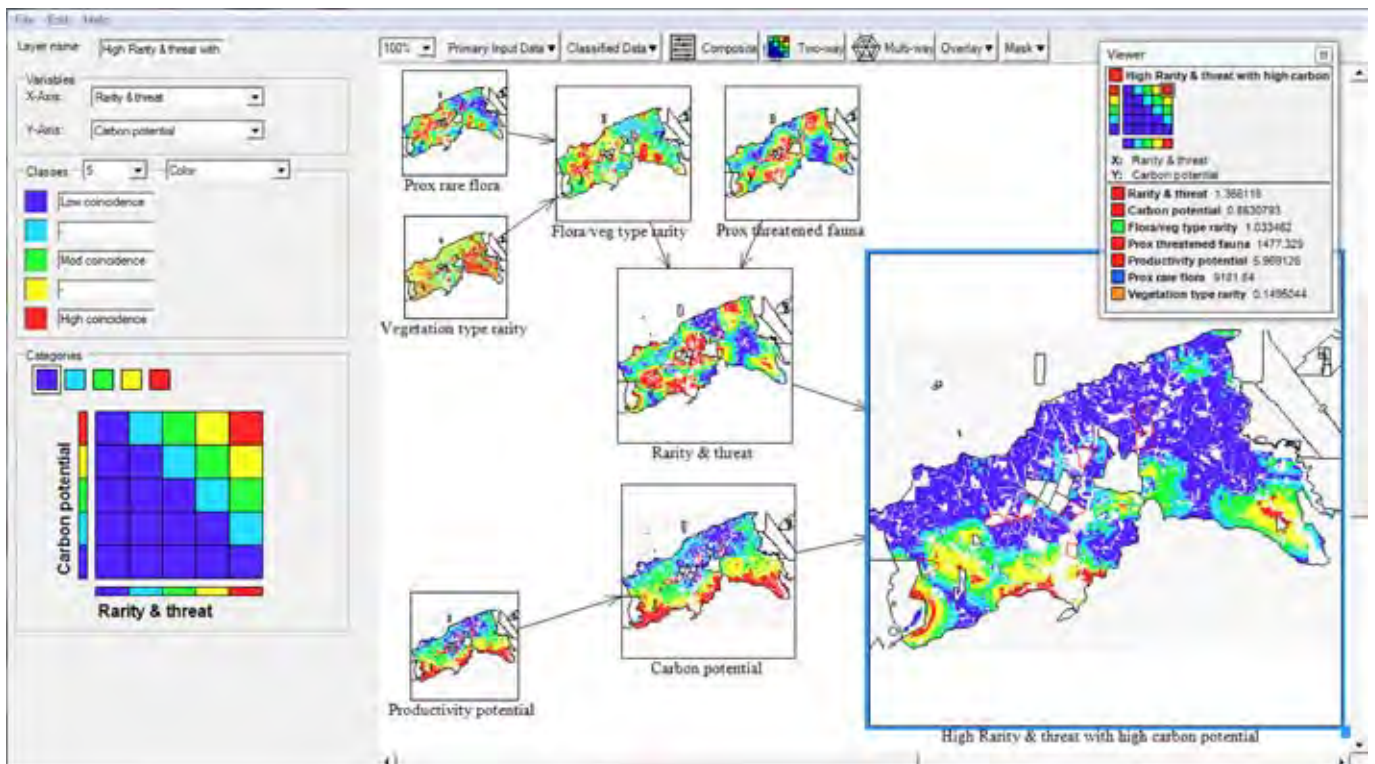 File Edit Help
Layer name High Rarity & threat with
Variables
X-Axis: Rarity & threat
Y-Axis: Carbon potential
Classes 5 Color
Low coincidence
-
Mod coincidence
-
High coincidence
Categories
Carbon potential
Rarity & threat
100% Primary Input Data Classified Data Composite Two-way Multi-way Overlay Mask
Prox rare flora
Flora/veg type rarity
Prox threatened fauna
Vegetation type rarity
Rarity & threat
Carbon potential
Productivity potential
High Rarity & threat with high carbon potential
Viewer
High Rarity & threat with high carbon
X: Rarity & threat
Y: Carbon potential
Rarity & threat 1.366116
Carbon potential 0.8630793
Flora/veg type rarity 1.033462
Prox threatened fauna 1477.329
Productivity potential 5.969126
Prox rare flora 9101.64
Vegetation type rarity 0.1495044